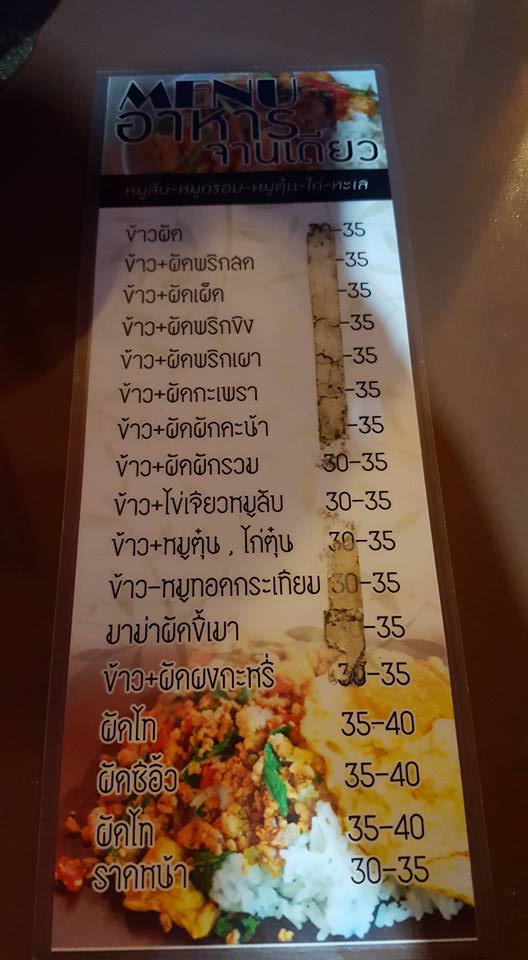 MENU
อาหาร
จานเดียว
หมูสับ-หมูกรอบ-หมูตุ๋น-ไก่-ทะเล
ข้าวผัด 30-35
ข้าว+ผัดพริกสด -35
ข้าว+ผัดเผ็ด -35
ข้าว+ผัดพริกขิง -35
ข้าว+ผัดพริกเผา -35
ข้าว+ผัดกะเพรา -35
ข้าว+ผัดผักคะน้า -35
ข้าว+ผัดผักรวม 30-35
ข้าว+ไข่เจียวหมูสับ 30-35
ข้าว+หมูตุ๋น , ไก่ตุ๋น 30-35
ข้าว-หมูทอดกระเทียม 30-35
มาม่าผัดขี้เมา -35
ข้าว+ผัดผงกะหรี่ 30-35
ผัดไท 35-40
ผัดซีอิ้ว 35-40
ผัดไท 35-40
ราดหน้า 30-35